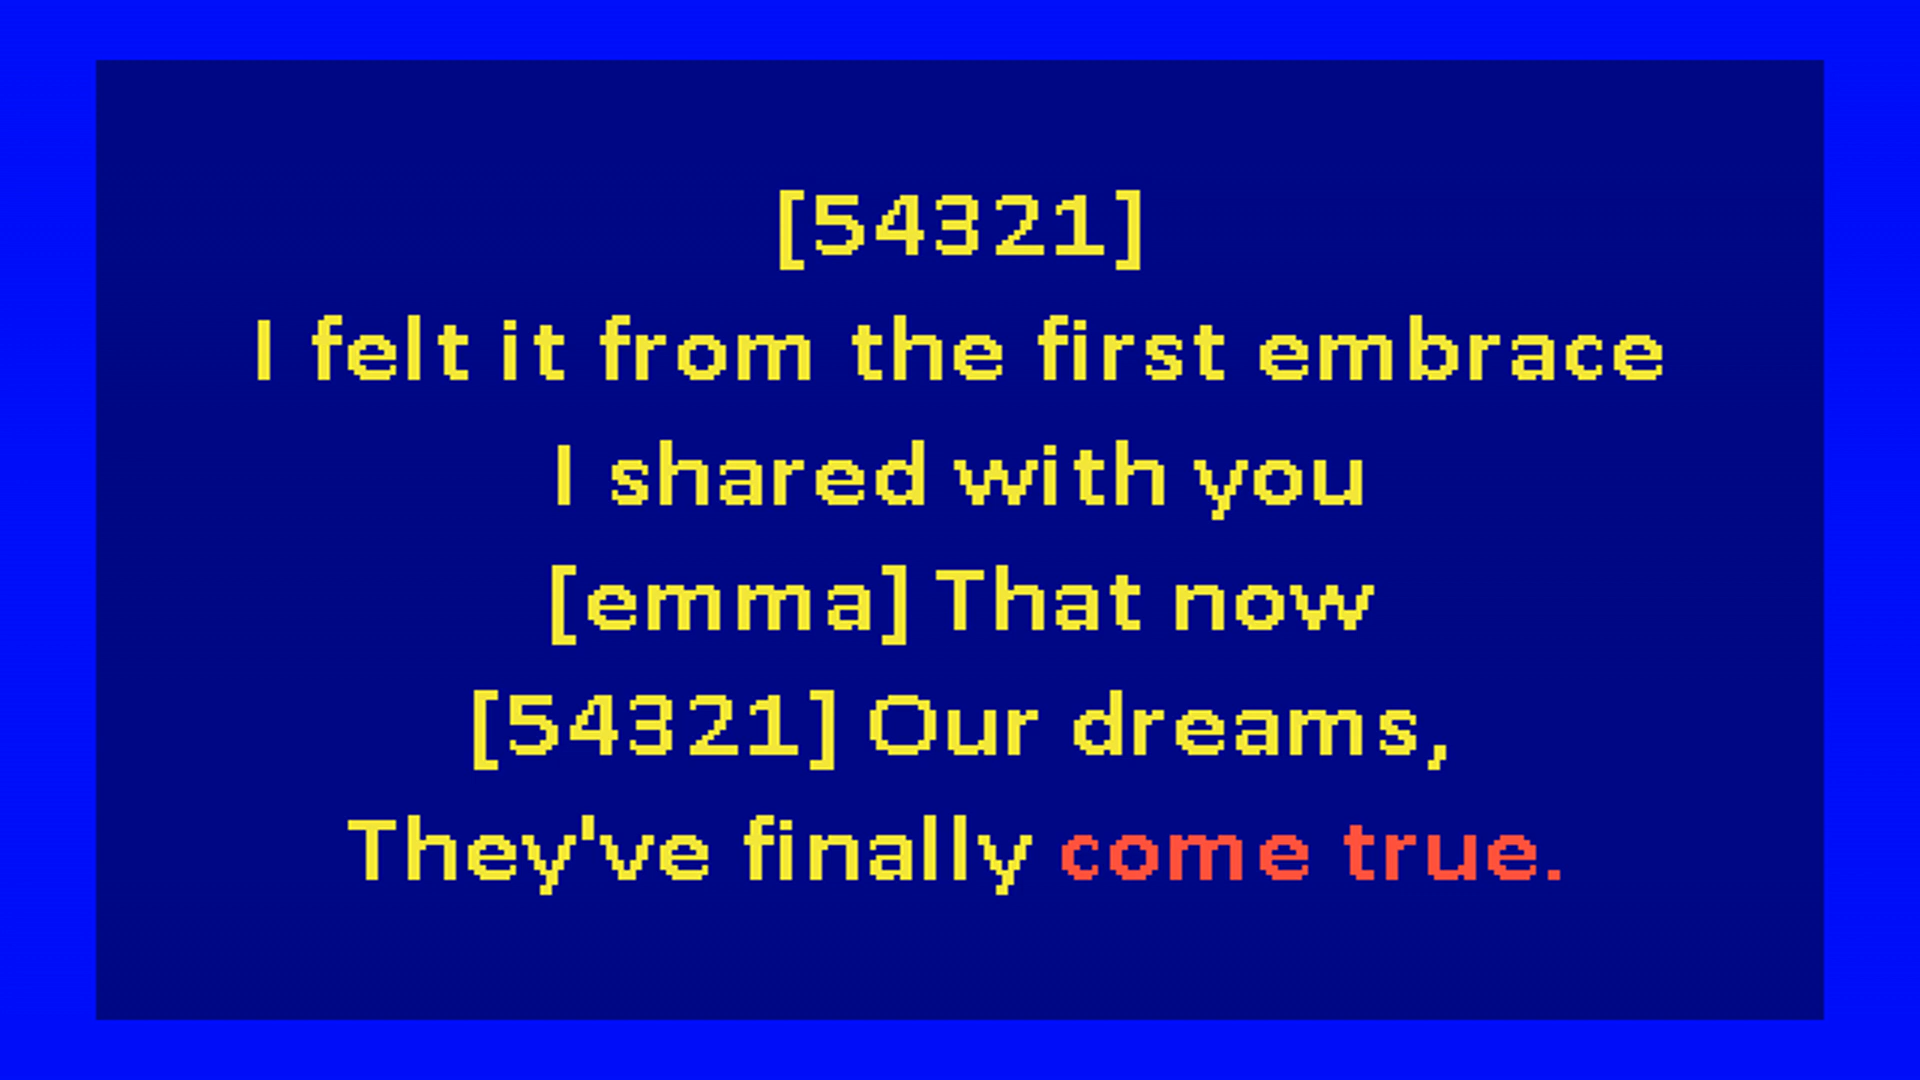 [54321]
I felt it from the first embrace
I shared with you
[emma] That now
[54321] Our dreams,
They've finally come true.